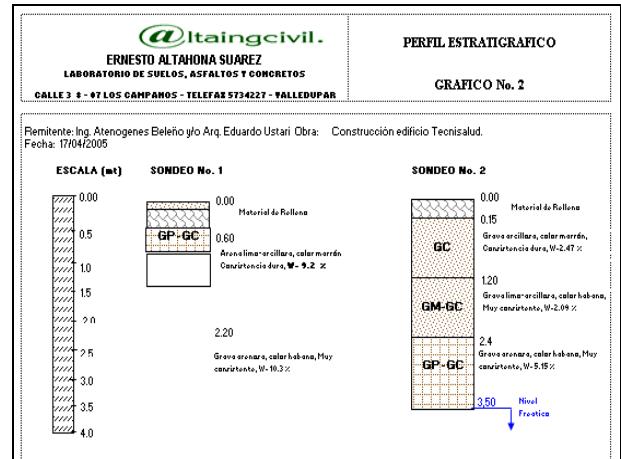 @ltaingcivil.
ERNESTO ALTAHONA SUAREZ
LABORATORIO DE SUELOS, ASFALTOS Y CONCRETOS
CALLE 3 # - 07 LOS CAMPANOS - TELEFAX 5734227 - VALLEDUPAR
PERFIL ESTRATIGRAFICO
GRAFICO No. 2
Remitente: Ing. Atenogenes Beleño y/o Arq. Eduardo Ustari Obra: Construcción edificio Tecnisalud.
Fecha: 17/04/2005
ESCALA (mt)
0.00
0.5
1.0
1.5
2.0
2.5
3.0
3.5
4.0
SONDEO No. 1
0.00
Material de Relleno
GP-GC
0.60
Arena limo-arcillosa, color marrón
Consistencia dura, W- 9.2 %
2.20
Grava arenosa, color habano, Muy
consistente, W-10.3%
SONDEO No. 2
0.00
Material de Relleno
0.15
Grava arcillosa, color marrón,
Consistencia dura, W-2.47 %
GC
1.20
Grava limo-arcillosa, color habano,
Muy consistente, W-2.09 %
GM-GC
2.4
Grava arenosa, color habano, Muy
consistente, W-5.15 %
GP-GC
3,50
Nivel
Freatico